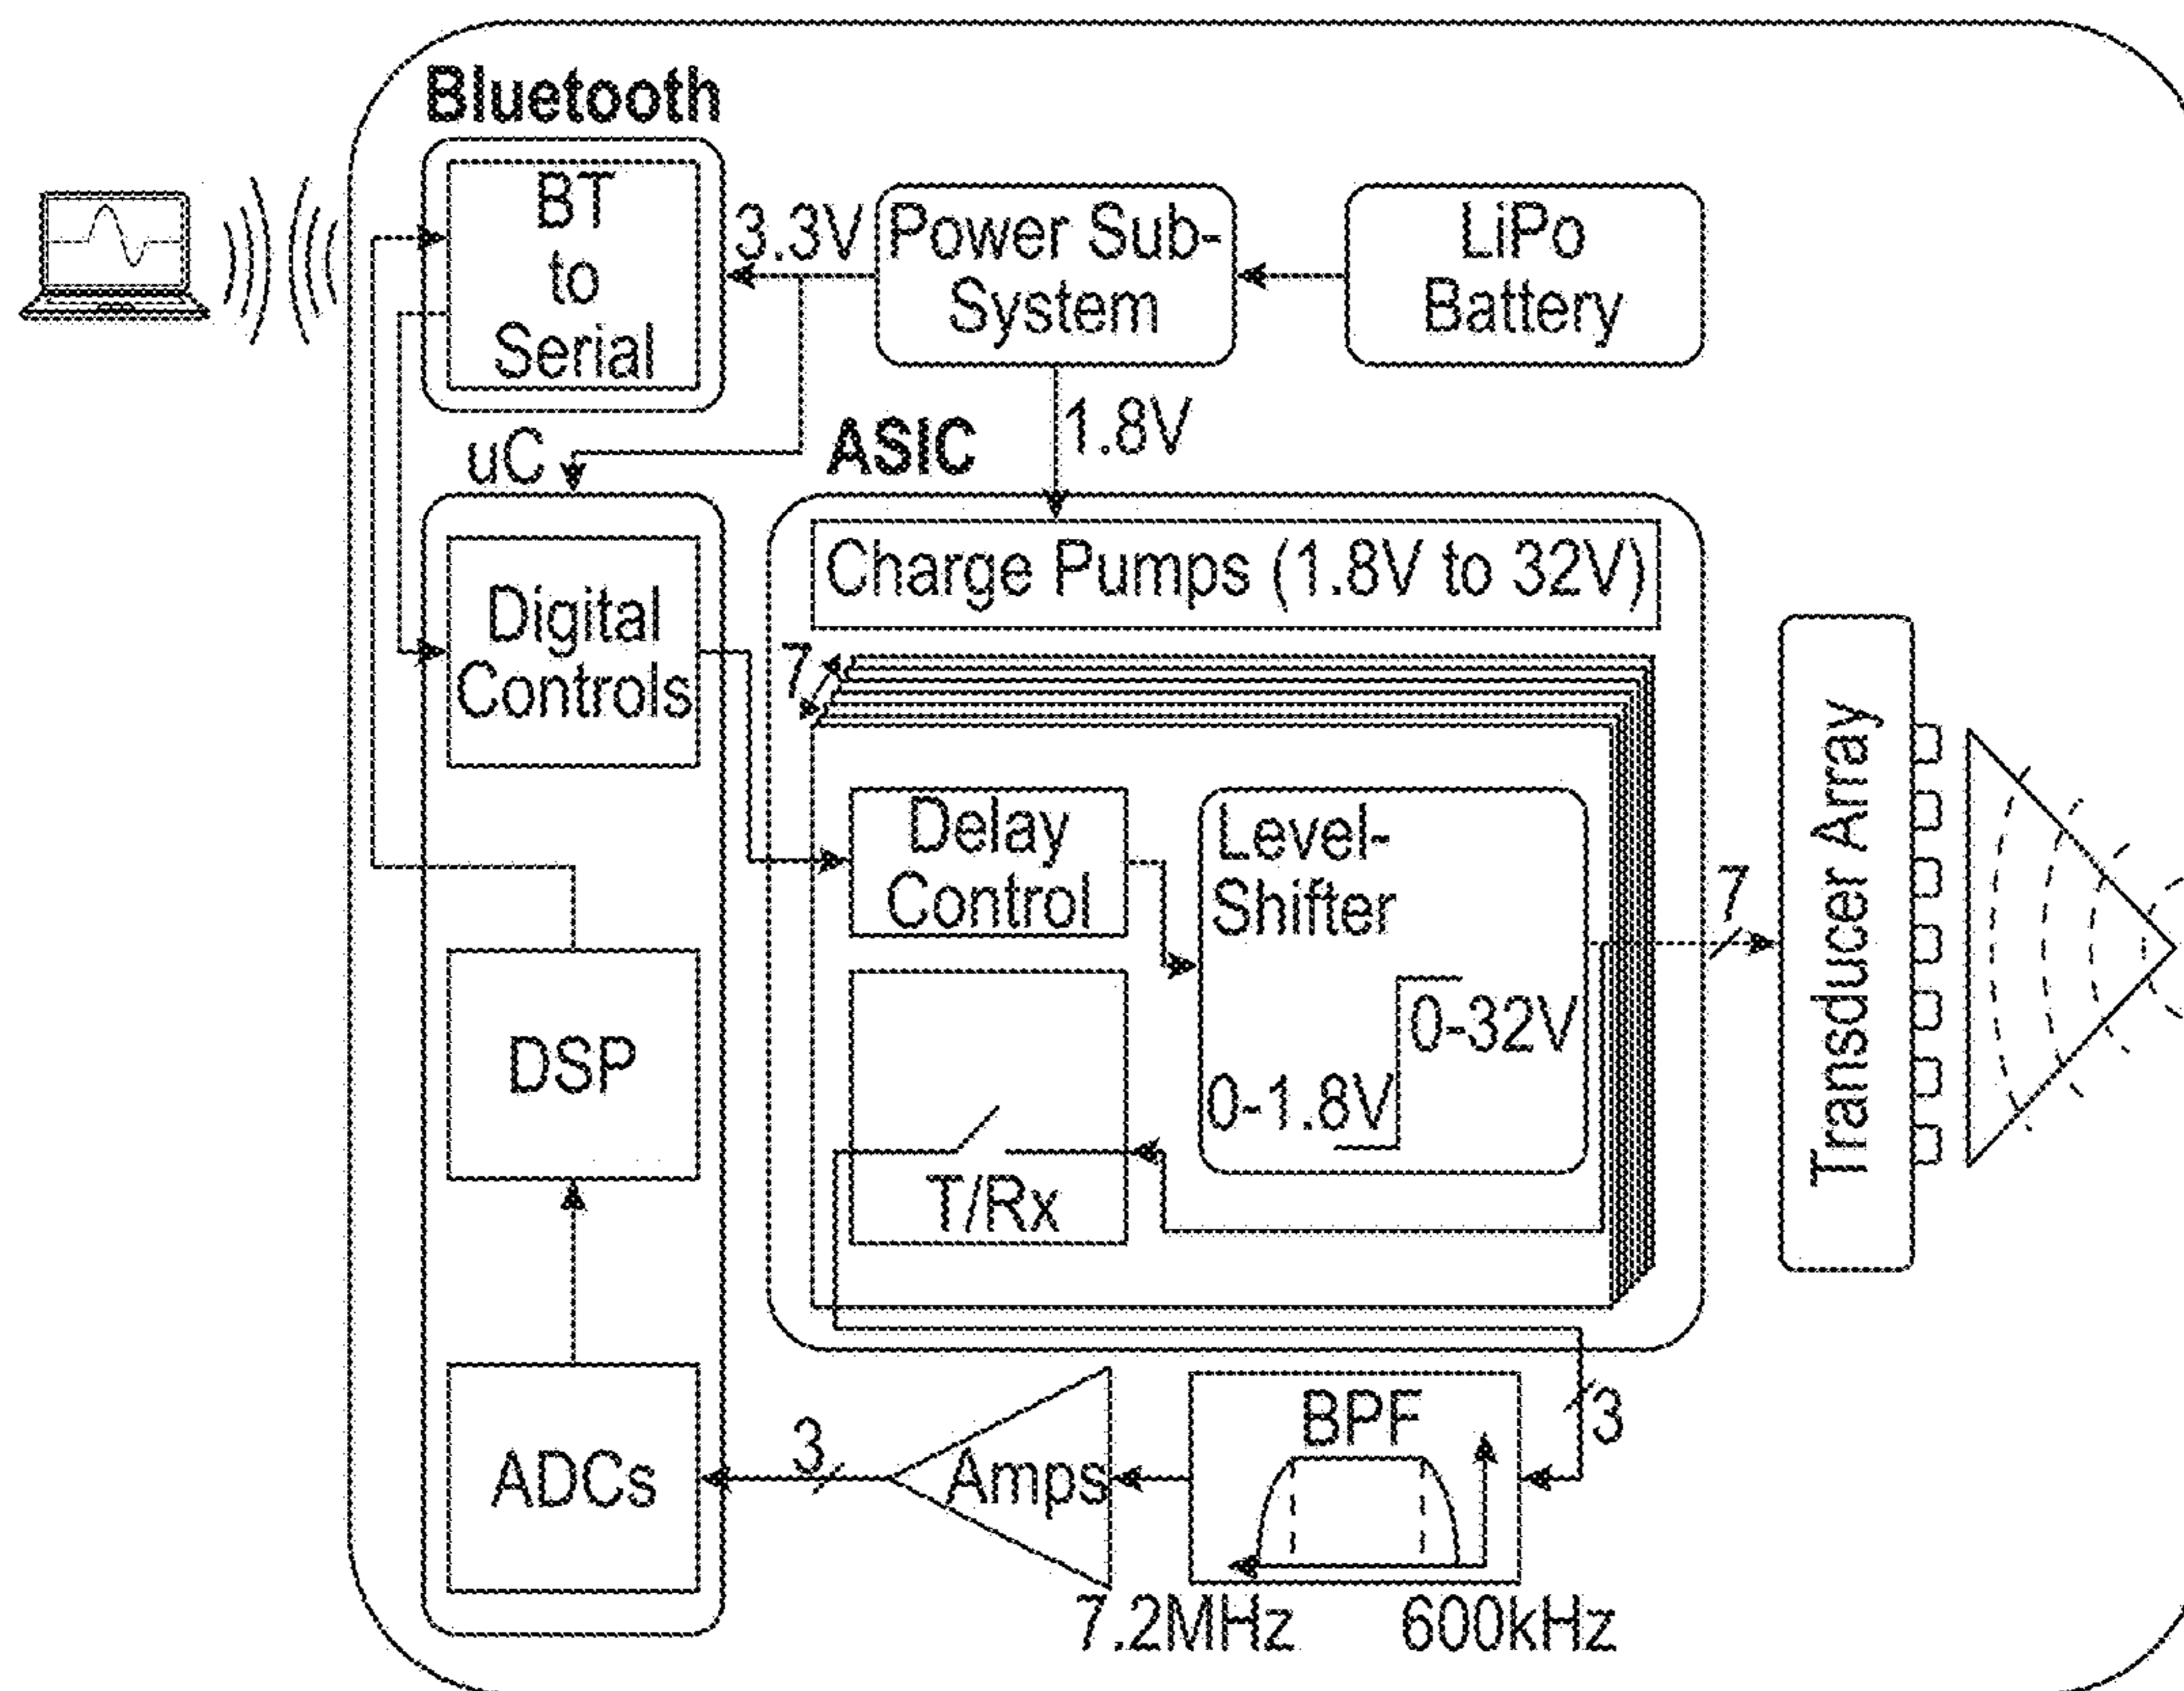 Bluetooth
BT
to
Serial
3.3V
Power Sub-
System
LiPo
Battery
1.8V
uC
ASIC
Charge Pumps (1.8V to 32V)
Digital
Controls
7
Delay
Control
Level-
Shifter
0-32V
0-1.8V
T/Rx
7
Transducer Array
DSP
ADCs
3
Amps
BPF
3
7.2MHz
600kHz